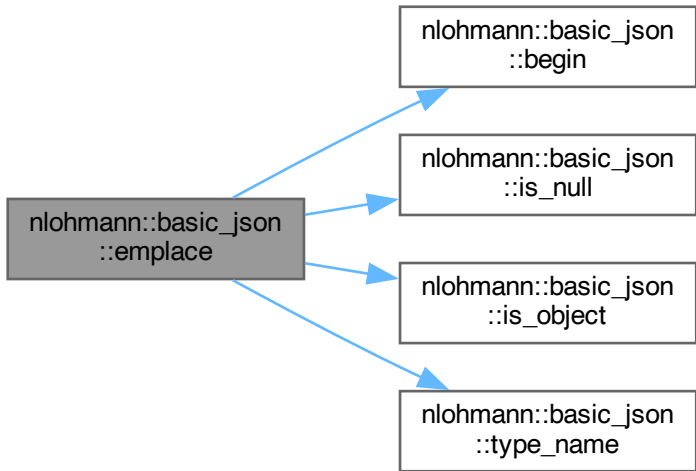 nlohmann::basic_json
::emplace
nlohmann::basic_json
::begin
nlohmann::basic_json
::is_null
nlohmann::basic_json
::is_object
nlohmann::basic_json
::type_name